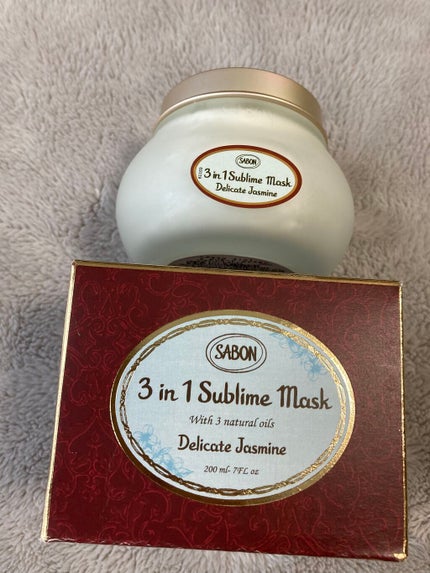 SABON
3 in 1 Sublime Mask
Delicate Jasmine
SABON
3 in 1 Sublime Mask
With 3 natural oils
Delicate Jasmine
200 ml- 7FL oz